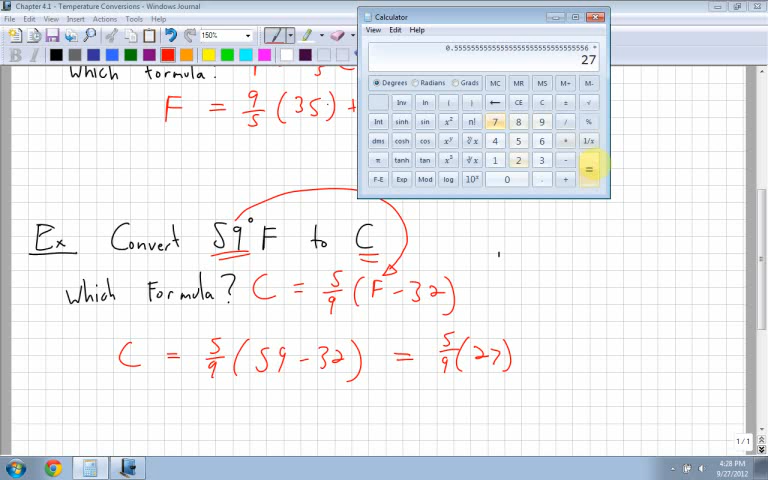 Chapter 4.1 - Temperature Conversions - Windows Journal
File Edit View Insert Actions Tools Help
150%
B
Calculator
View Edit Help
0.55555555555555555555555555555556 *
27
Degrees Radians Grads MC MR MS M+ M-
Inv ln ( ) ← CE C ± √
Int sinh sin x² n! 7 8 9 / %
dms cosh cos xʸ ʸ√x 4 5 6 * 1/x
π tanh tan x³ ³√x 1 2 3 - =
F-E Exp Mod log 10ˣ 0 . +
Which formula?
F = 9/5 (35) +
Ex Convert 59°F to C
Which Formula? C = 5/9 (F - 32)
C = 5/9 (59 - 32) = 5/9 (27)
1/1
4:28 PM
9/27/2012